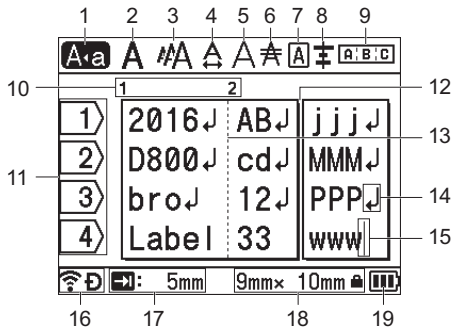 1 2 3 4 5 6 7 8 9
A◂a A A A A A A A B C
10 1 2 12
11 13 14 15
1) 2016↲ AB↲ jjj↲
2) D800↲ cd↲ MMM↲
3) bro↲ 12↲ PPP↲
4) Label 33 www
: 5mm 9mm× 10mm
16 17 18 19